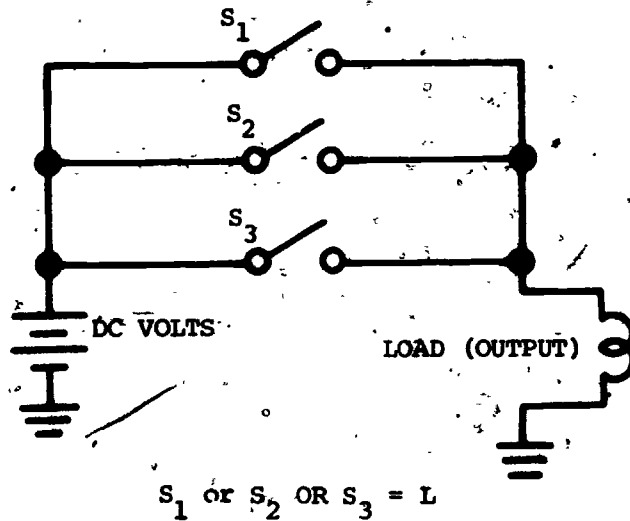 S1
S2
S3
DC VOLTS
LOAD (OUTPUT)
S1 or S2 OR S3 = L